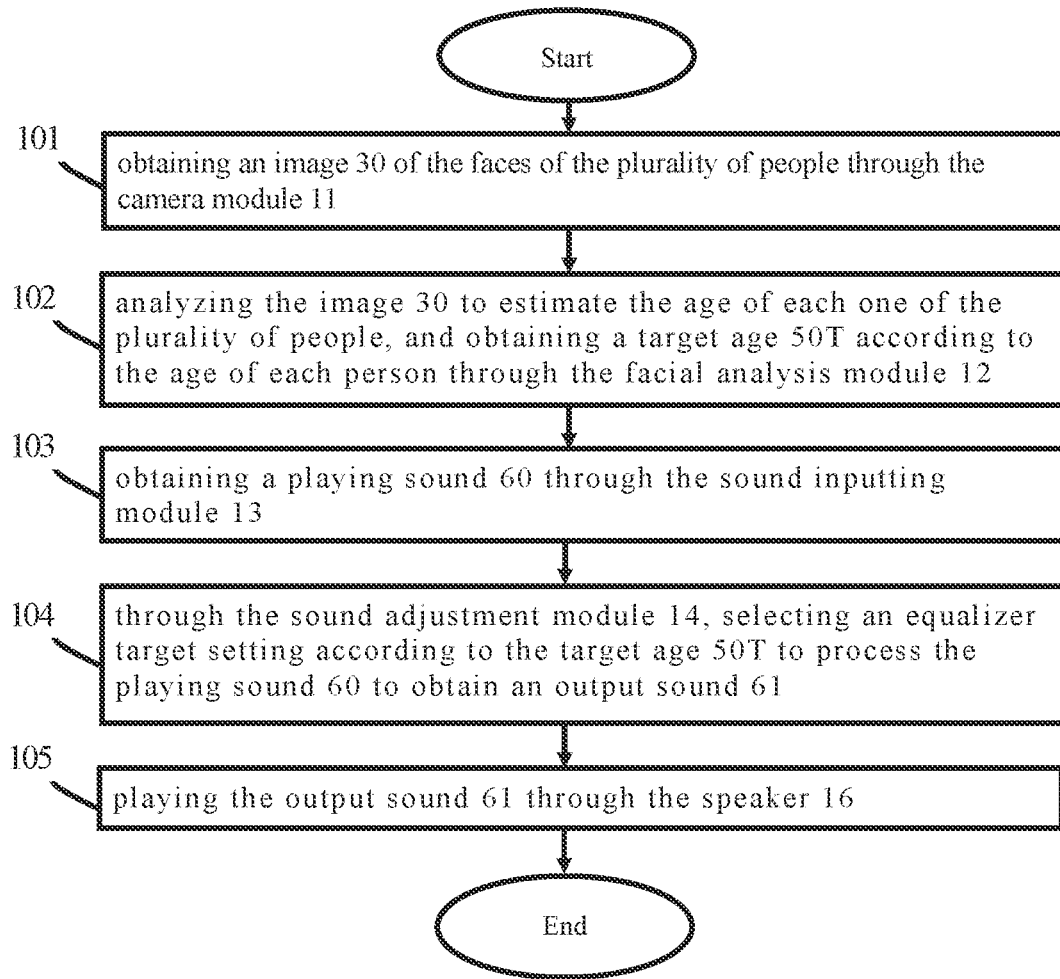 Start
101
obtaining an image 30 of the faces of the plurality of people through the
camera module 11
102
analyzing the image 30 to estimate the age of each one of the
plurality of people, and obtaining a target age 50T according to
the age of each person through the facial analysis module 12
103
obtaining a playing sound 60 through the sound inputting
module 13
104
through the sound adjustment module 14, selecting an equalizer
target setting according to the target age 50T to process the
playing sound 60 to obtain an output sound 61
105
playing the output sound 61 through the speaker 16
End